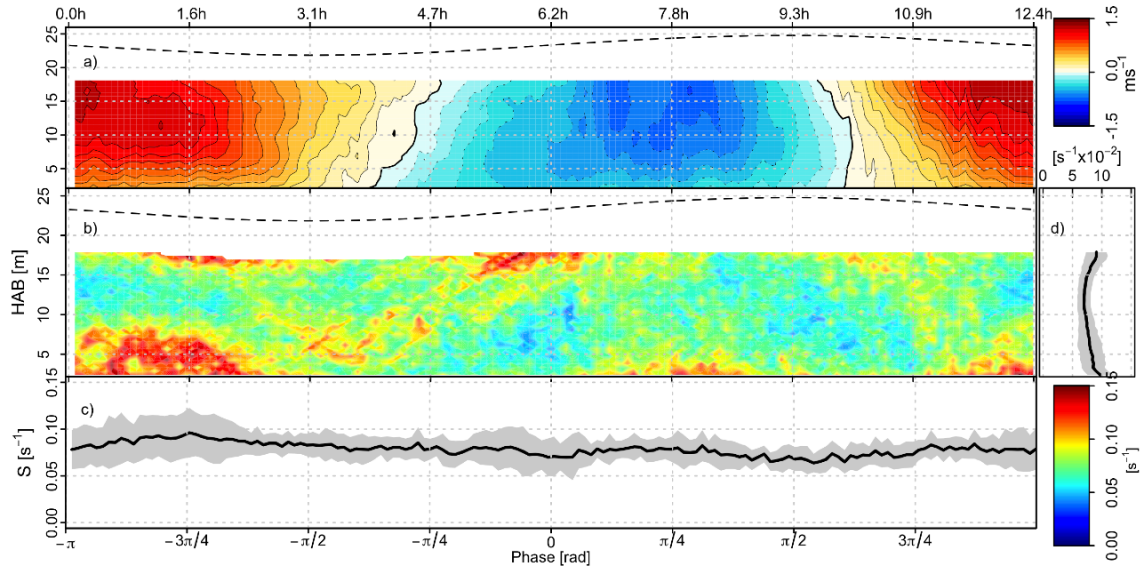 0.0h 1.6h 3.1h 4.7h 6.2h 7.8h 9.3h 10.9h 12.4h
25 20 15 10 5
a)
1.5 0.0 -1.5
ms⁻¹
[s⁻¹x10⁻²]
0 5 10
25 20 15 10 5
HAB [m]
b)
d)
0.15 0.10 0.05 0.00
S [s⁻¹]
c)
15
0.15 0.10 0.05 0.00
[s⁻¹]
−π −3π/4 −π/2 −π/4 0 π/4 π/2 3π/4
Phase [rad]